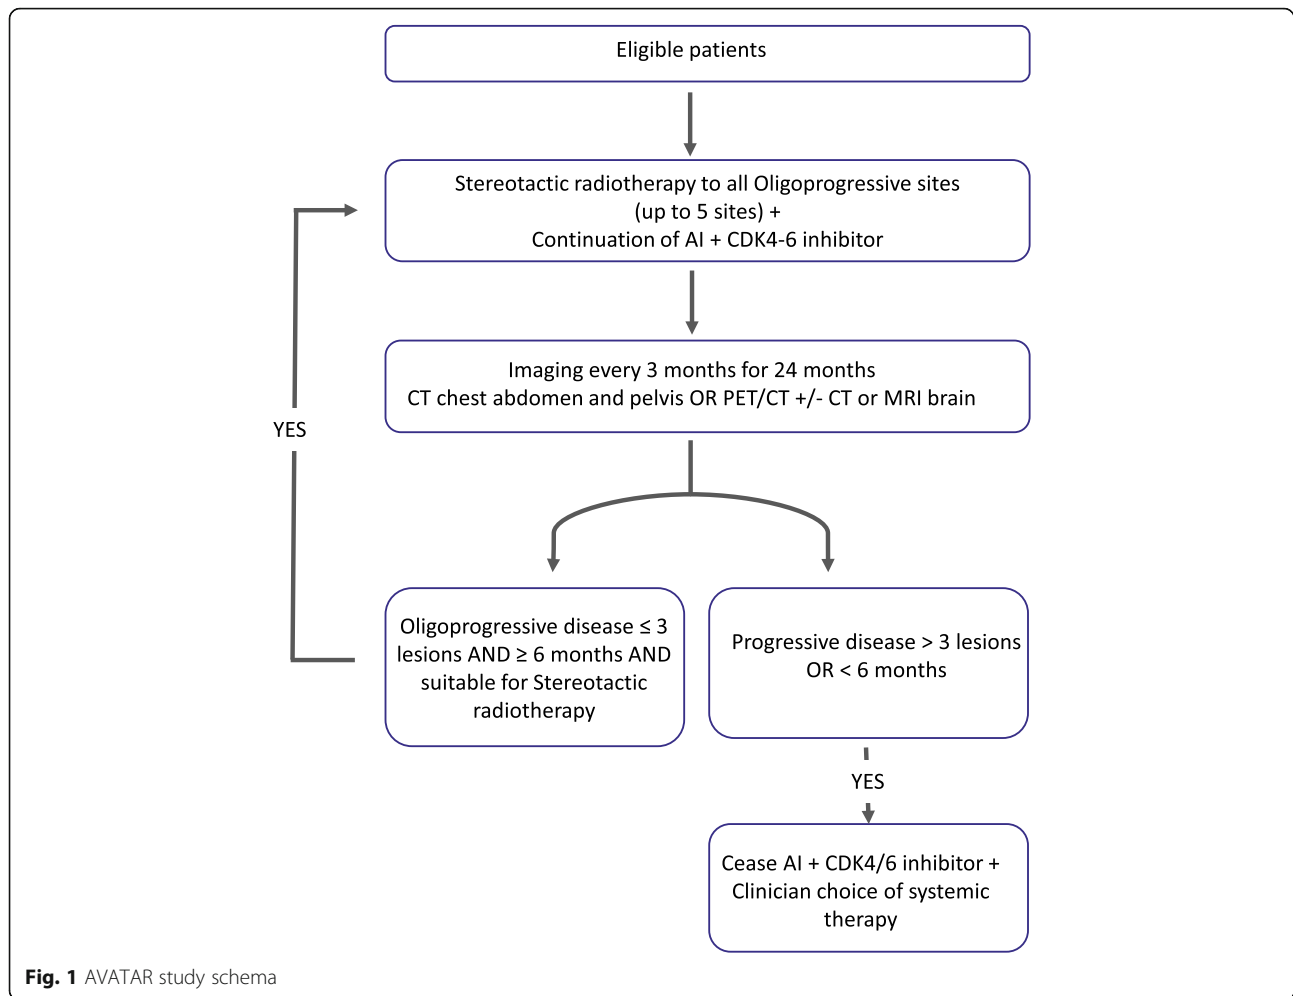 Eligible patients
Stereotactic radiotherapy to all Oligoprogressive sites
(up to 5 sites) +
Continuation of AI + CDK4-6 inhibitor
Imaging every 3 months for 24 months
CT chest abdomen and pelvis OR PET/CT +/- CT or MRI brain
YES
Oligoprogressive disease ≤ 3
lesions AND ≥ 6 months AND
suitable for Stereotactic
radiotherapy
Progressive disease > 3 lesions
OR < 6 months
YES
Cease AI + CDK4/6 inhibitor +
Clinician choice of systemic
therapy
Fig. 1 AVATAR study schema